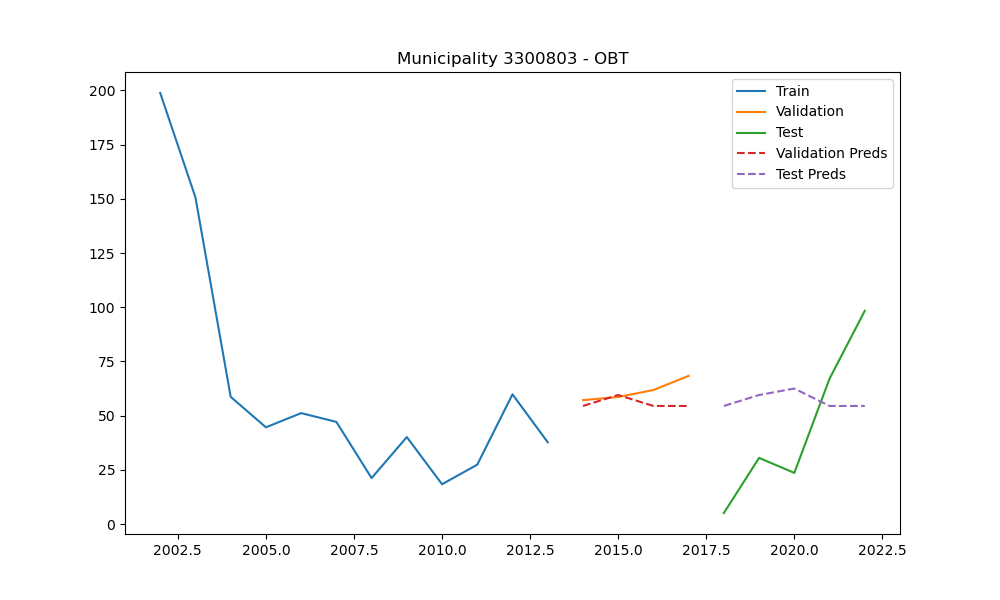 Municipality 3300803 - OBT
Train
Validation
Test
Validation Preds
Test Preds
200
175
150
125
100
75
50
25
0
2002.5 2005.0 2007.5 2010.0 2012.5 2015.0 2017.5 2020.0 2022.5